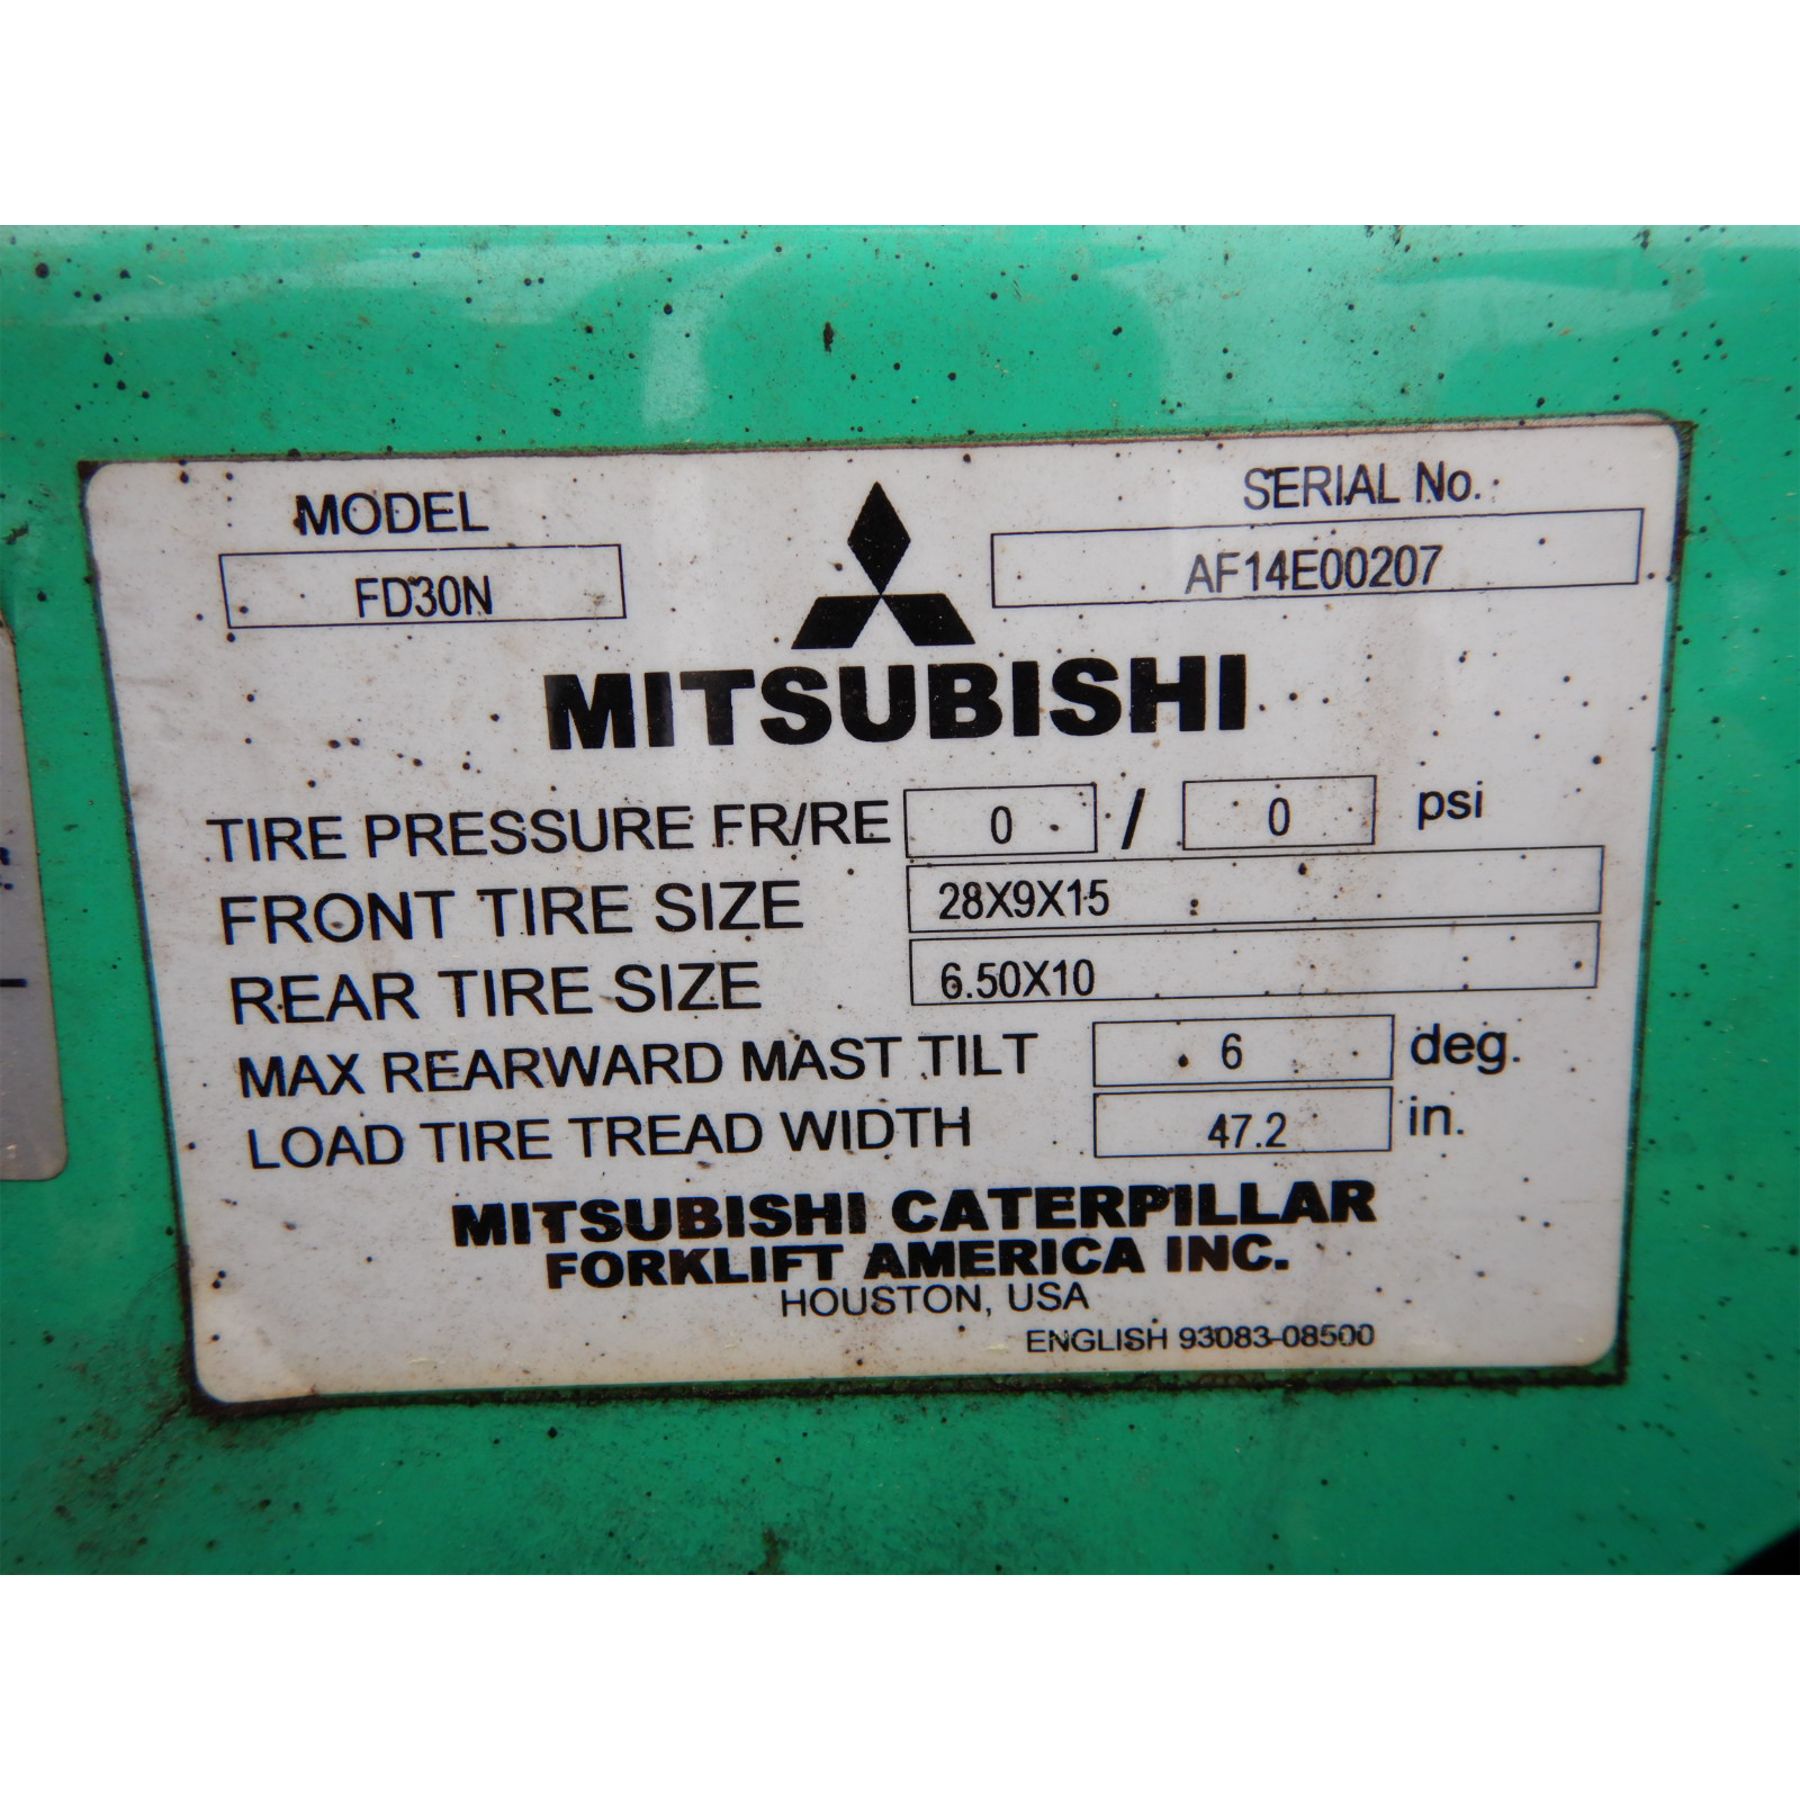 MODEL
SERIAL No.
FD30N
AF14E00207
MITSUBISHI
TIRE PRESSURE FR/RE 0 / 0 psi
FRONT TIRE SIZE 28X9X15
REAR TIRE SIZE 6.50X10
MAX REARWARD MAST TILT 6 deg.
LOAD TIRE TREAD WIDTH 47.2 in.
MITSUBISHI CATERPILLAR
FORKLIFT AMERICA INC.
HOUSTON, USA
ENGLISH 93083-08500